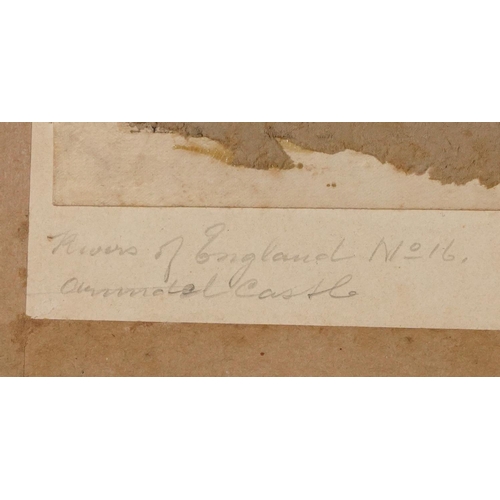 Rivers of England No 16.
Arundel Castle